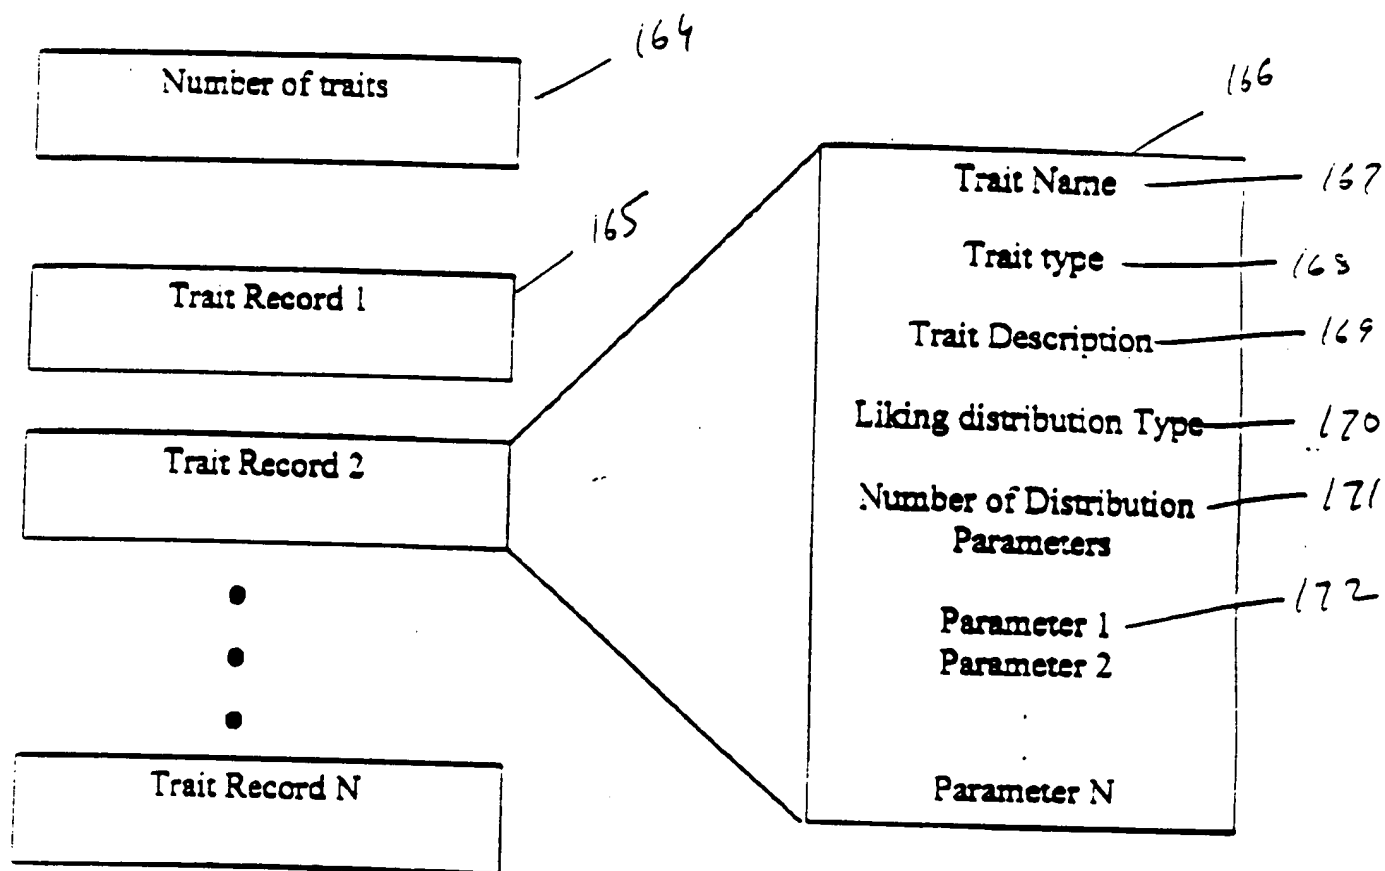 164
Number of traits
166
Trait Name 167
165
Trait type 168
Trait Record 1
Trait Description 169
Liking distribution Type 170
Trait Record 2
Number of Distribution 171
Parameters
172
Parameter 1
Parameter 2
Trait Record N
Parameter N